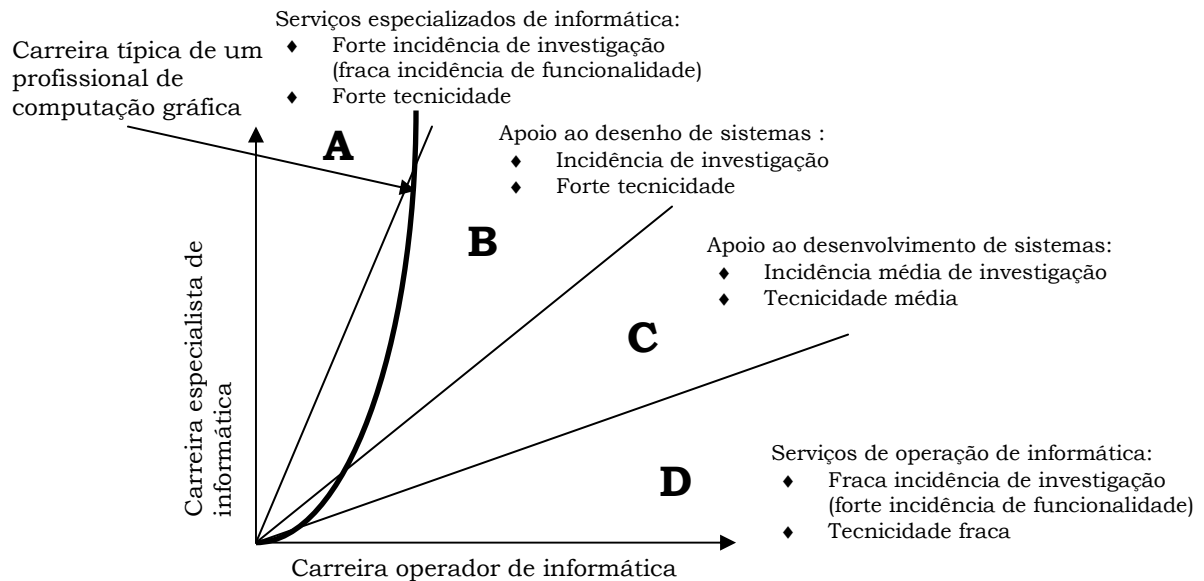 Serviços especializados de informática:
♦ Forte incidência de investigação
(fraca incidência de funcionalidade)
♦ Forte tecnicidade
Carreira típica de um
profissional de
computação gráfica
A
Apoio ao desenho de sistemas :
♦ Incidência de investigação
♦ Forte tecnicidade
B
Apoio ao desenvolvimento de sistemas:
♦ Incidência média de investigação
♦ Tecnicidade média
C
Carreira especialista de
informática
Serviços de operação de informática:
♦ Fraca incidência de investigação
(forte incidência de funcionalidade)
♦ Tecnicidade fraca
D
Carreira operador de informática